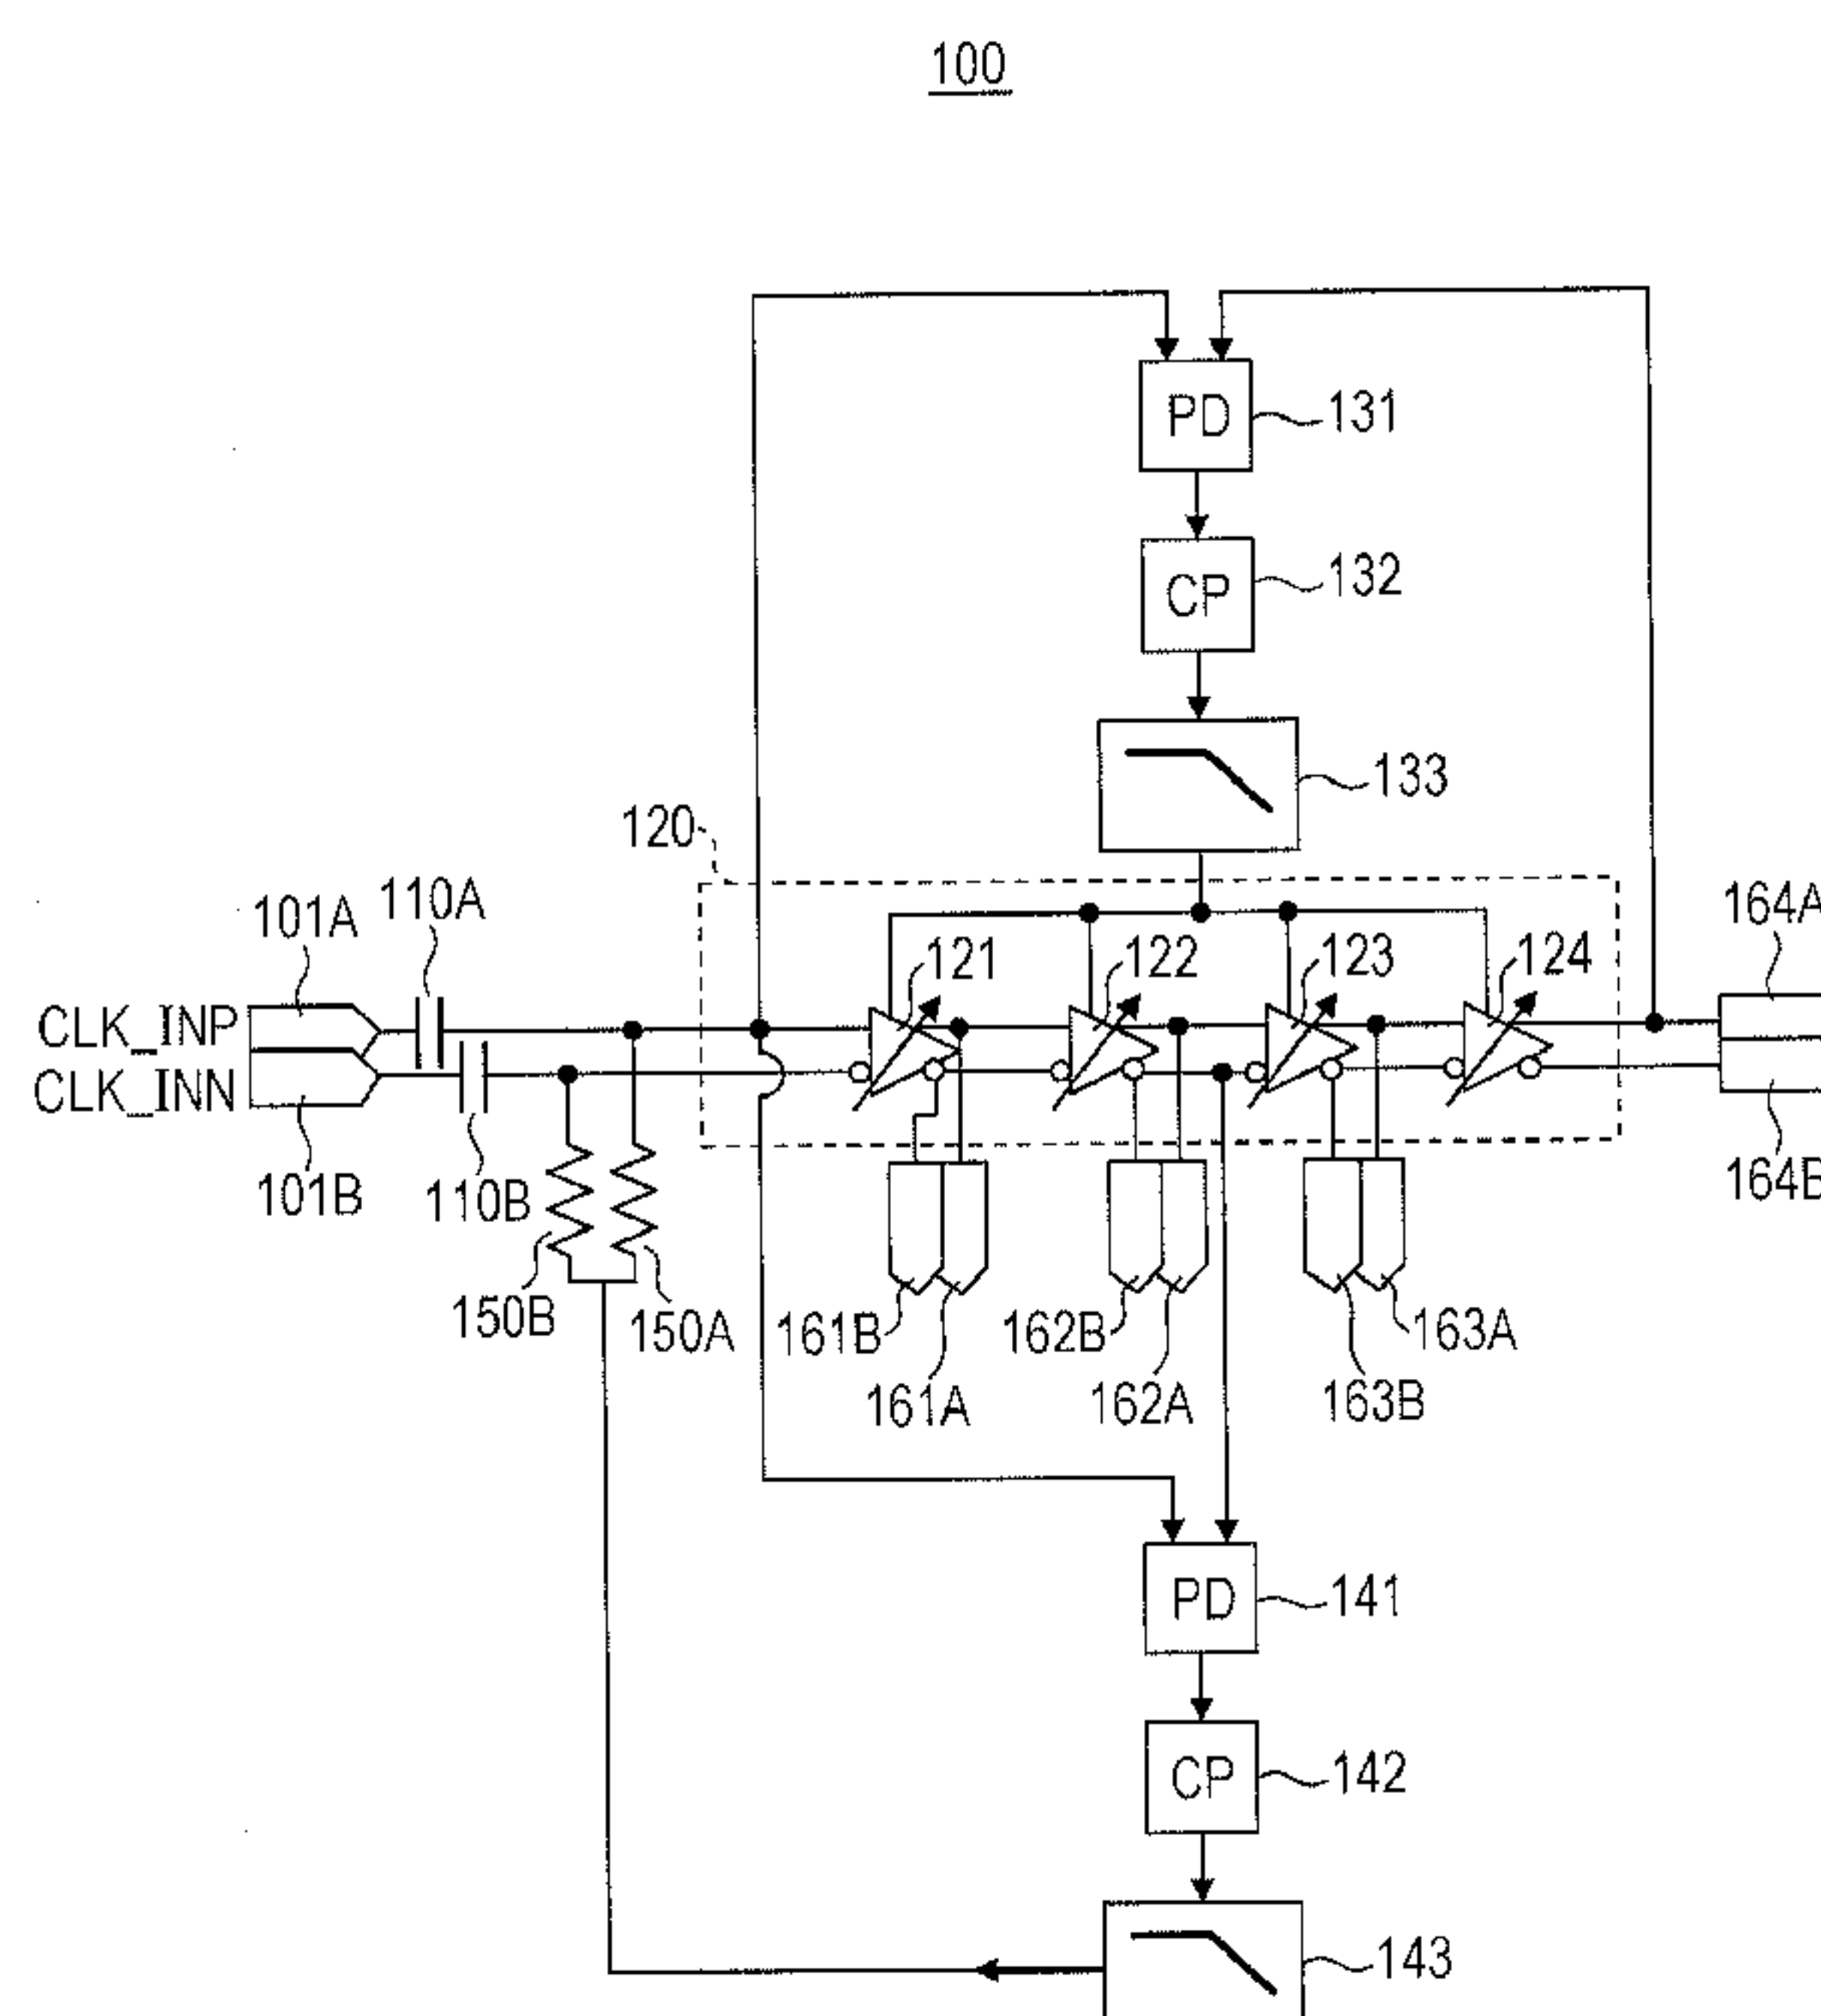 100
PD
131
CP
132
133
120
101A
110A
121
122
123
124
164A
CLK_INP
CLK_INN
101B
110B
164B
150B
150A
161B
161A
162B
162A
163A
163B
PD
141
CP
142
143